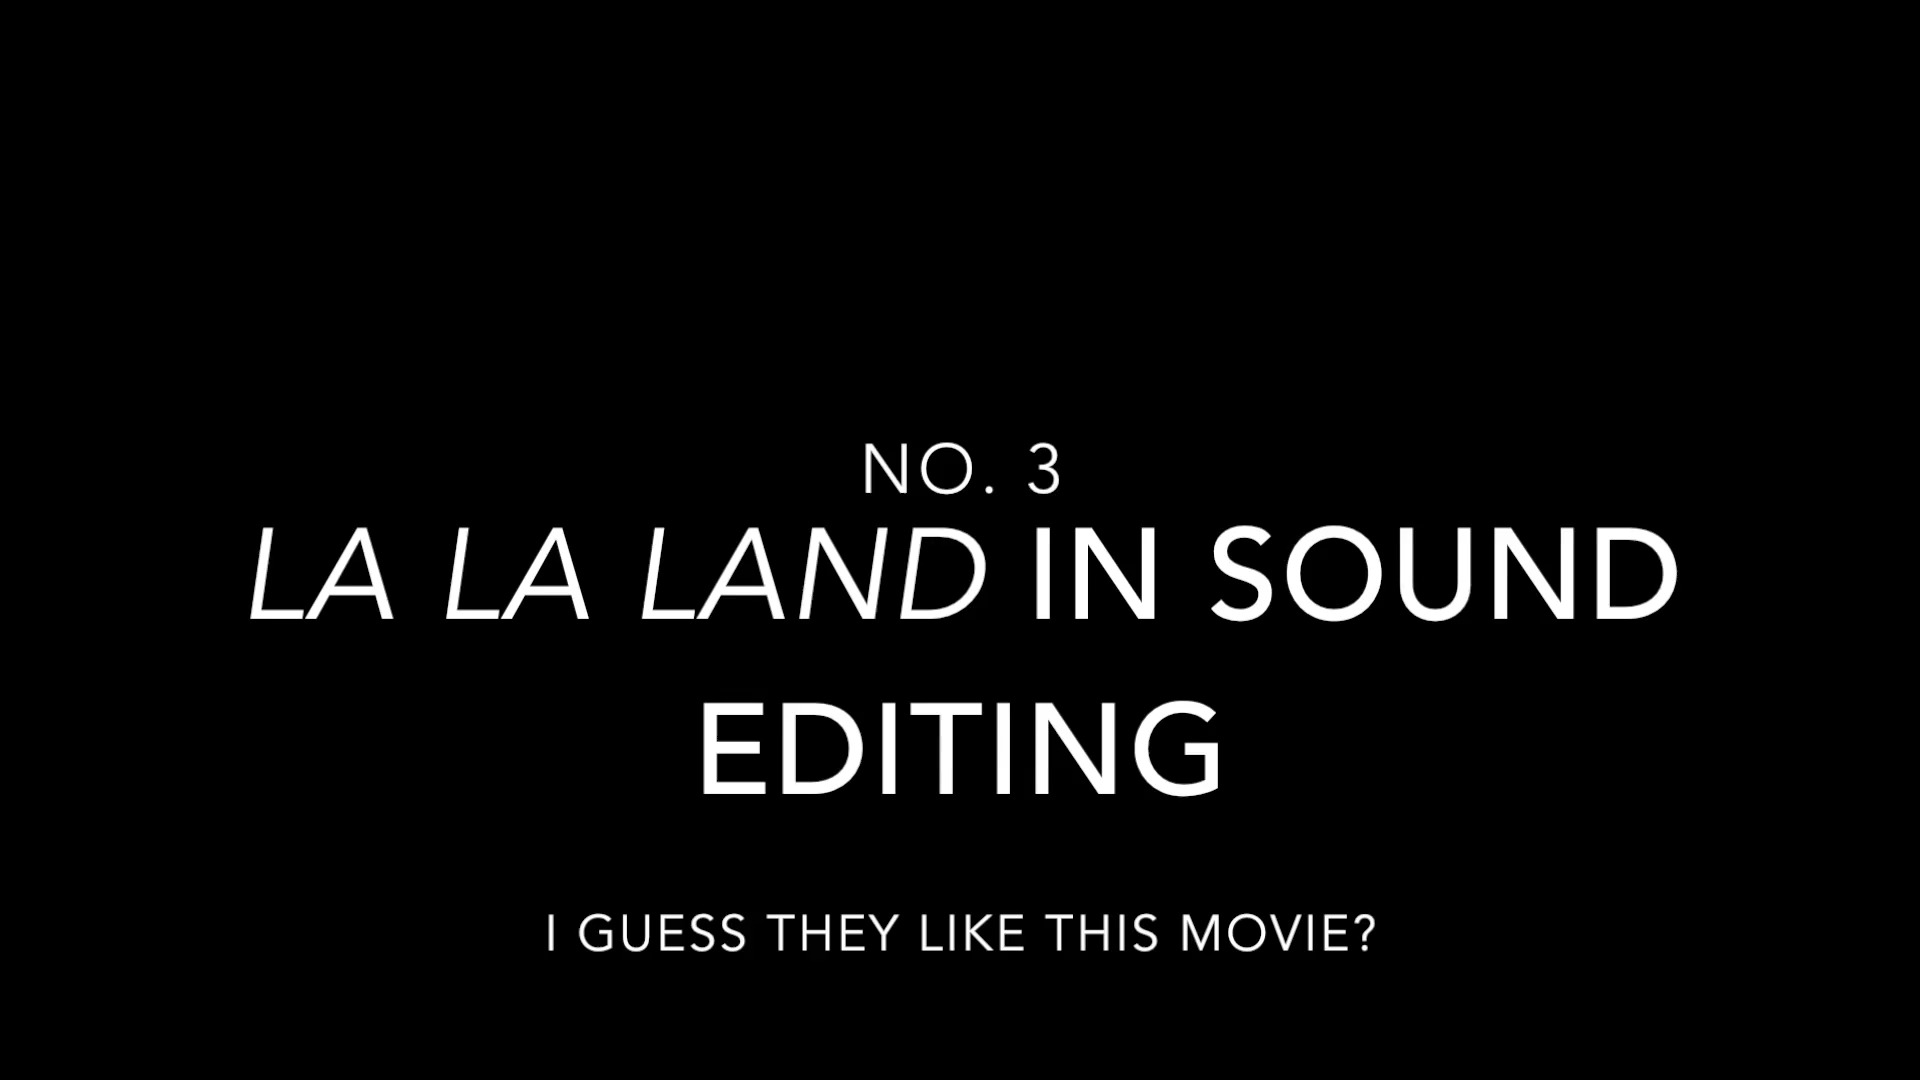 NO. 3
LA LA LAND IN SOUND
EDITING
I GUESS THEY LIKE THIS MOVIE?